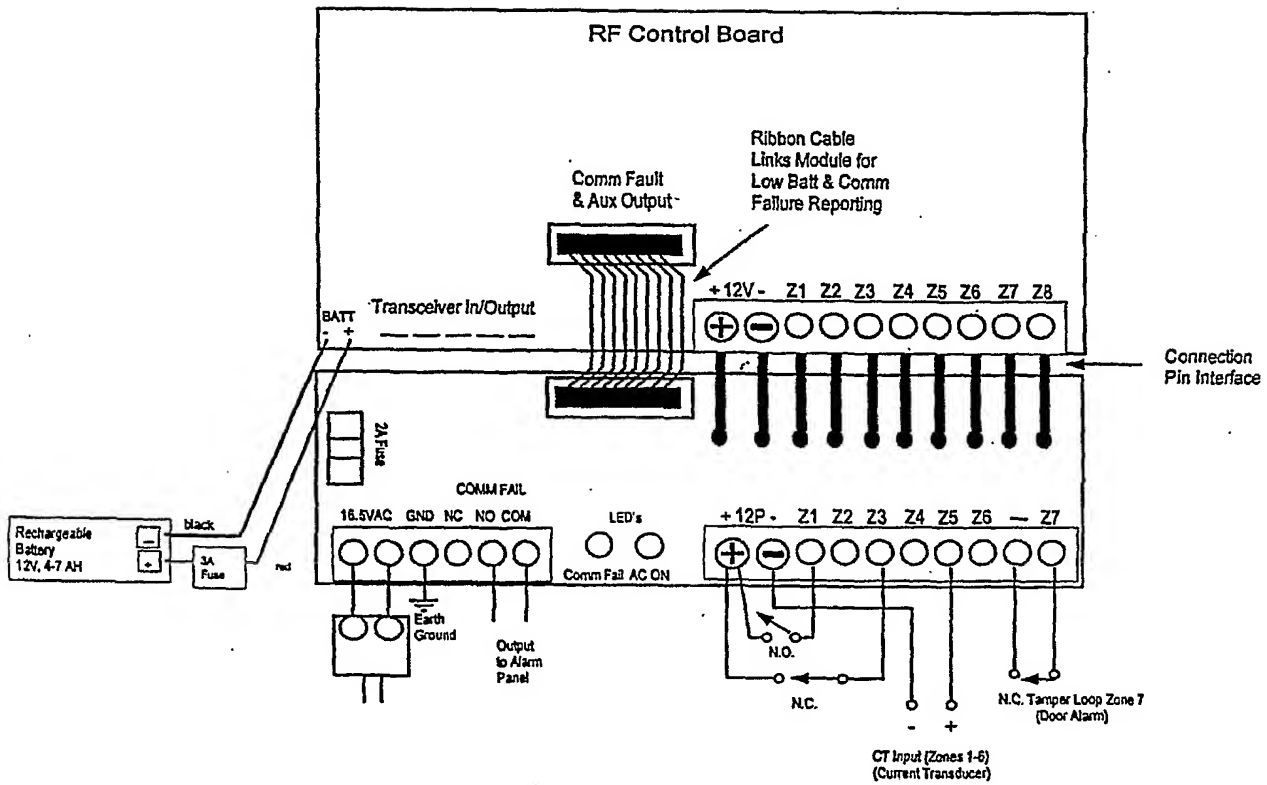 RF Control Board
Ribbon Cable
Links Module for
Low Batt & Comm
Failure Reporting
Comm Fault
& Aux Output-
+ 12V - Z1 Z2 Z3 Z4 Z5 Z6 Z7 Z8
Transceiver In/Output
BATT
- +
Connection
Pin Interface
2A Fuse
COMM FAIL
16.5VAC GND NC NO COM
LED's
+ 12P - Z1 Z2 Z3 Z4 Z5 Z6 — Z7
black
Rechargeable
Battery
12V, 4-7 AH
3A
Fuse
red
Comm Fail AC ON
Earth
Ground
Output
to Alarm
Panel
N.O.
N.C.
N.C. Tamper Loop Zone 7
(Door Alarm)
- +
CT Input (Zones 1-6)
(Current Transducer)